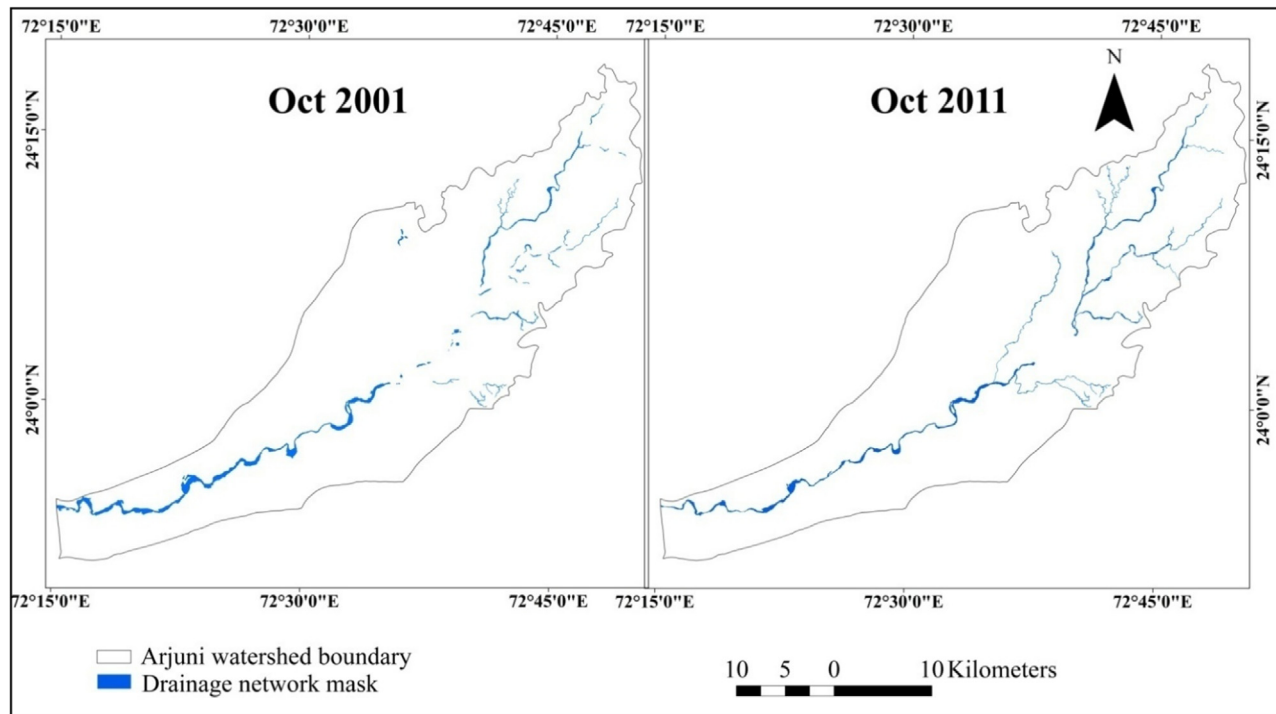 72°15'0"E 72°30'0"E 72°45'0"E 72°15'0"E 72°30'0"E 72°45'0"E
Oct 2001
Oct 2011
N
24°15'0"N
24°0'0"N
24°15'0"N
24°0'0"N
72°15'0"E 72°30'0"E 72°45'0"E 72°15'0"E 72°30'0"E 72°45'0"E
Arjuni watershed boundary
Drainage network mask
10 5 0 10 Kilometers